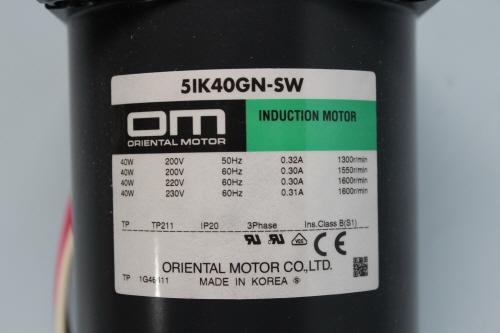 5IK40GN-SW
OM
ORIENTAL MOTOR
INDUCTION MOTOR
40W 200V 50Hz 0.32A 1300r/min
40W 200V 60Hz 0.30A 1550r/min
40W 220V 60Hz 0.30A 1600r/min
40W 230V 60Hz 0.31A 1600r/min
TP TP211 IP20 3Phase Ins.Class B(S1)
CE
ORIENTAL MOTOR CO.,LTD.
TP MADE IN KOREA